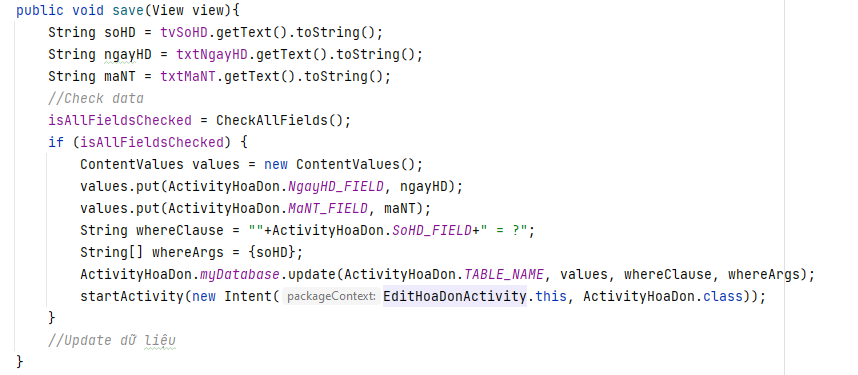 public void save(View view){
String soHD = tvSoHD.getText().toString();
String ngayHD = txtNgayHD.getText().toString();
String maNT = txtMaNT.getText().toString();
//Check data
isAllFieldsChecked = CheckAllFields();
if (isAllFieldsChecked) {
ContentValues values = new ContentValues();
values.put(ActivityHoaDon.NgayHD_FIELD, ngayHD);
values.put(ActivityHoaDon.MaNT_FIELD, maNT);
String whereClause = ""+ActivityHoaDon.SoHD_FIELD+" = ?";
String[] whereArgs = {soHD};
ActivityHoaDon.myDatabase.update(ActivityHoaDon.TABLE_NAME, values, whereClause, whereArgs);
startActivity(new Intent( packageContext: EditHoaDonActivity.this, ActivityHoaDon.class));
}
//Update dữ liệu
}